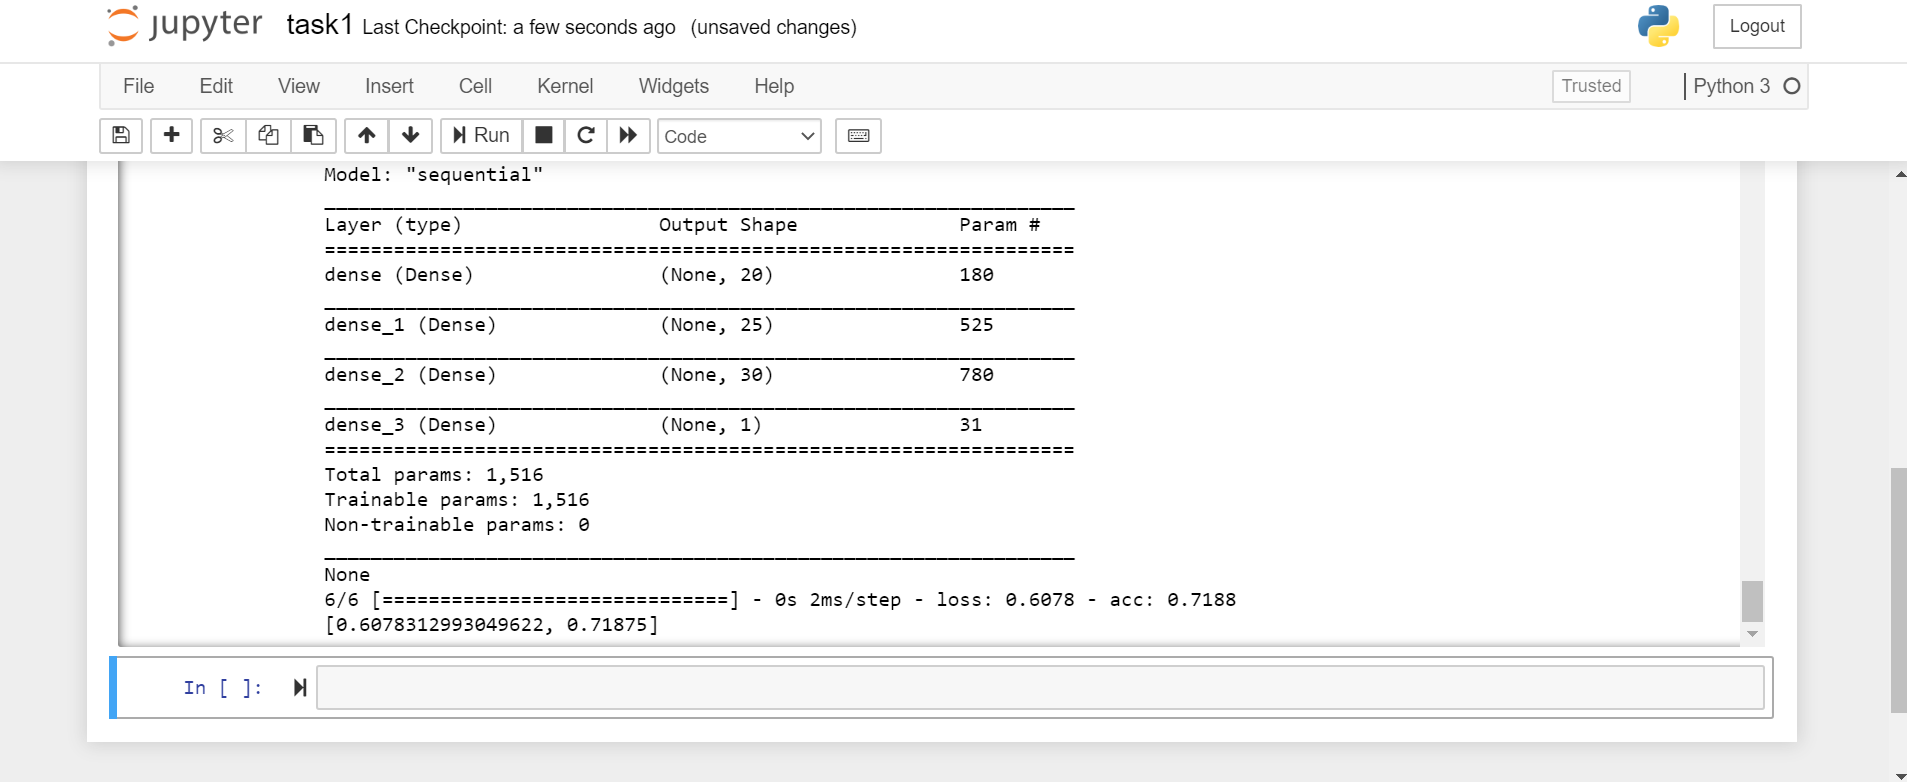 jupyter task1 Last Checkpoint: a few seconds ago (unsaved changes) Logout
File Edit View Insert Cell Kernel Widgets Help Trusted Python 3
Run Code
Model: "sequential"
_________________________________________________________________
Layer (type) Output Shape Param #
=================================================================
dense (Dense) (None, 20) 180
_________________________________________________________________
dense_1 (Dense) (None, 25) 525
_________________________________________________________________
dense_2 (Dense) (None, 30) 780
_________________________________________________________________
dense_3 (Dense) (None, 1) 31
=================================================================
Total params: 1,516
Trainable params: 1,516
Non-trainable params: 0
_________________________________________________________________
None
6/6 [==============================] - 0s 2ms/step - loss: 0.6078 - acc: 0.7188
[0.6078312993049622, 0.71875]
In [ ]: